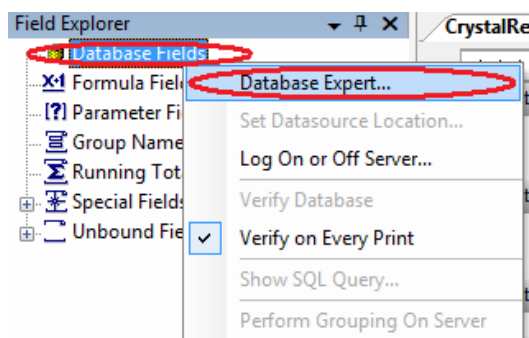 Field Explorer
CrystalRe
Database Fields
X+1 Formula Fiel
[?] Parameter Fi
Group Name
Running Tot
Special Field
Unbound Fie
Database Expert...
Set Datasource Location...
Log On or Off Server...
Verify Database
Verify on Every Print
Show SQL Query...
Perform Grouping On Server